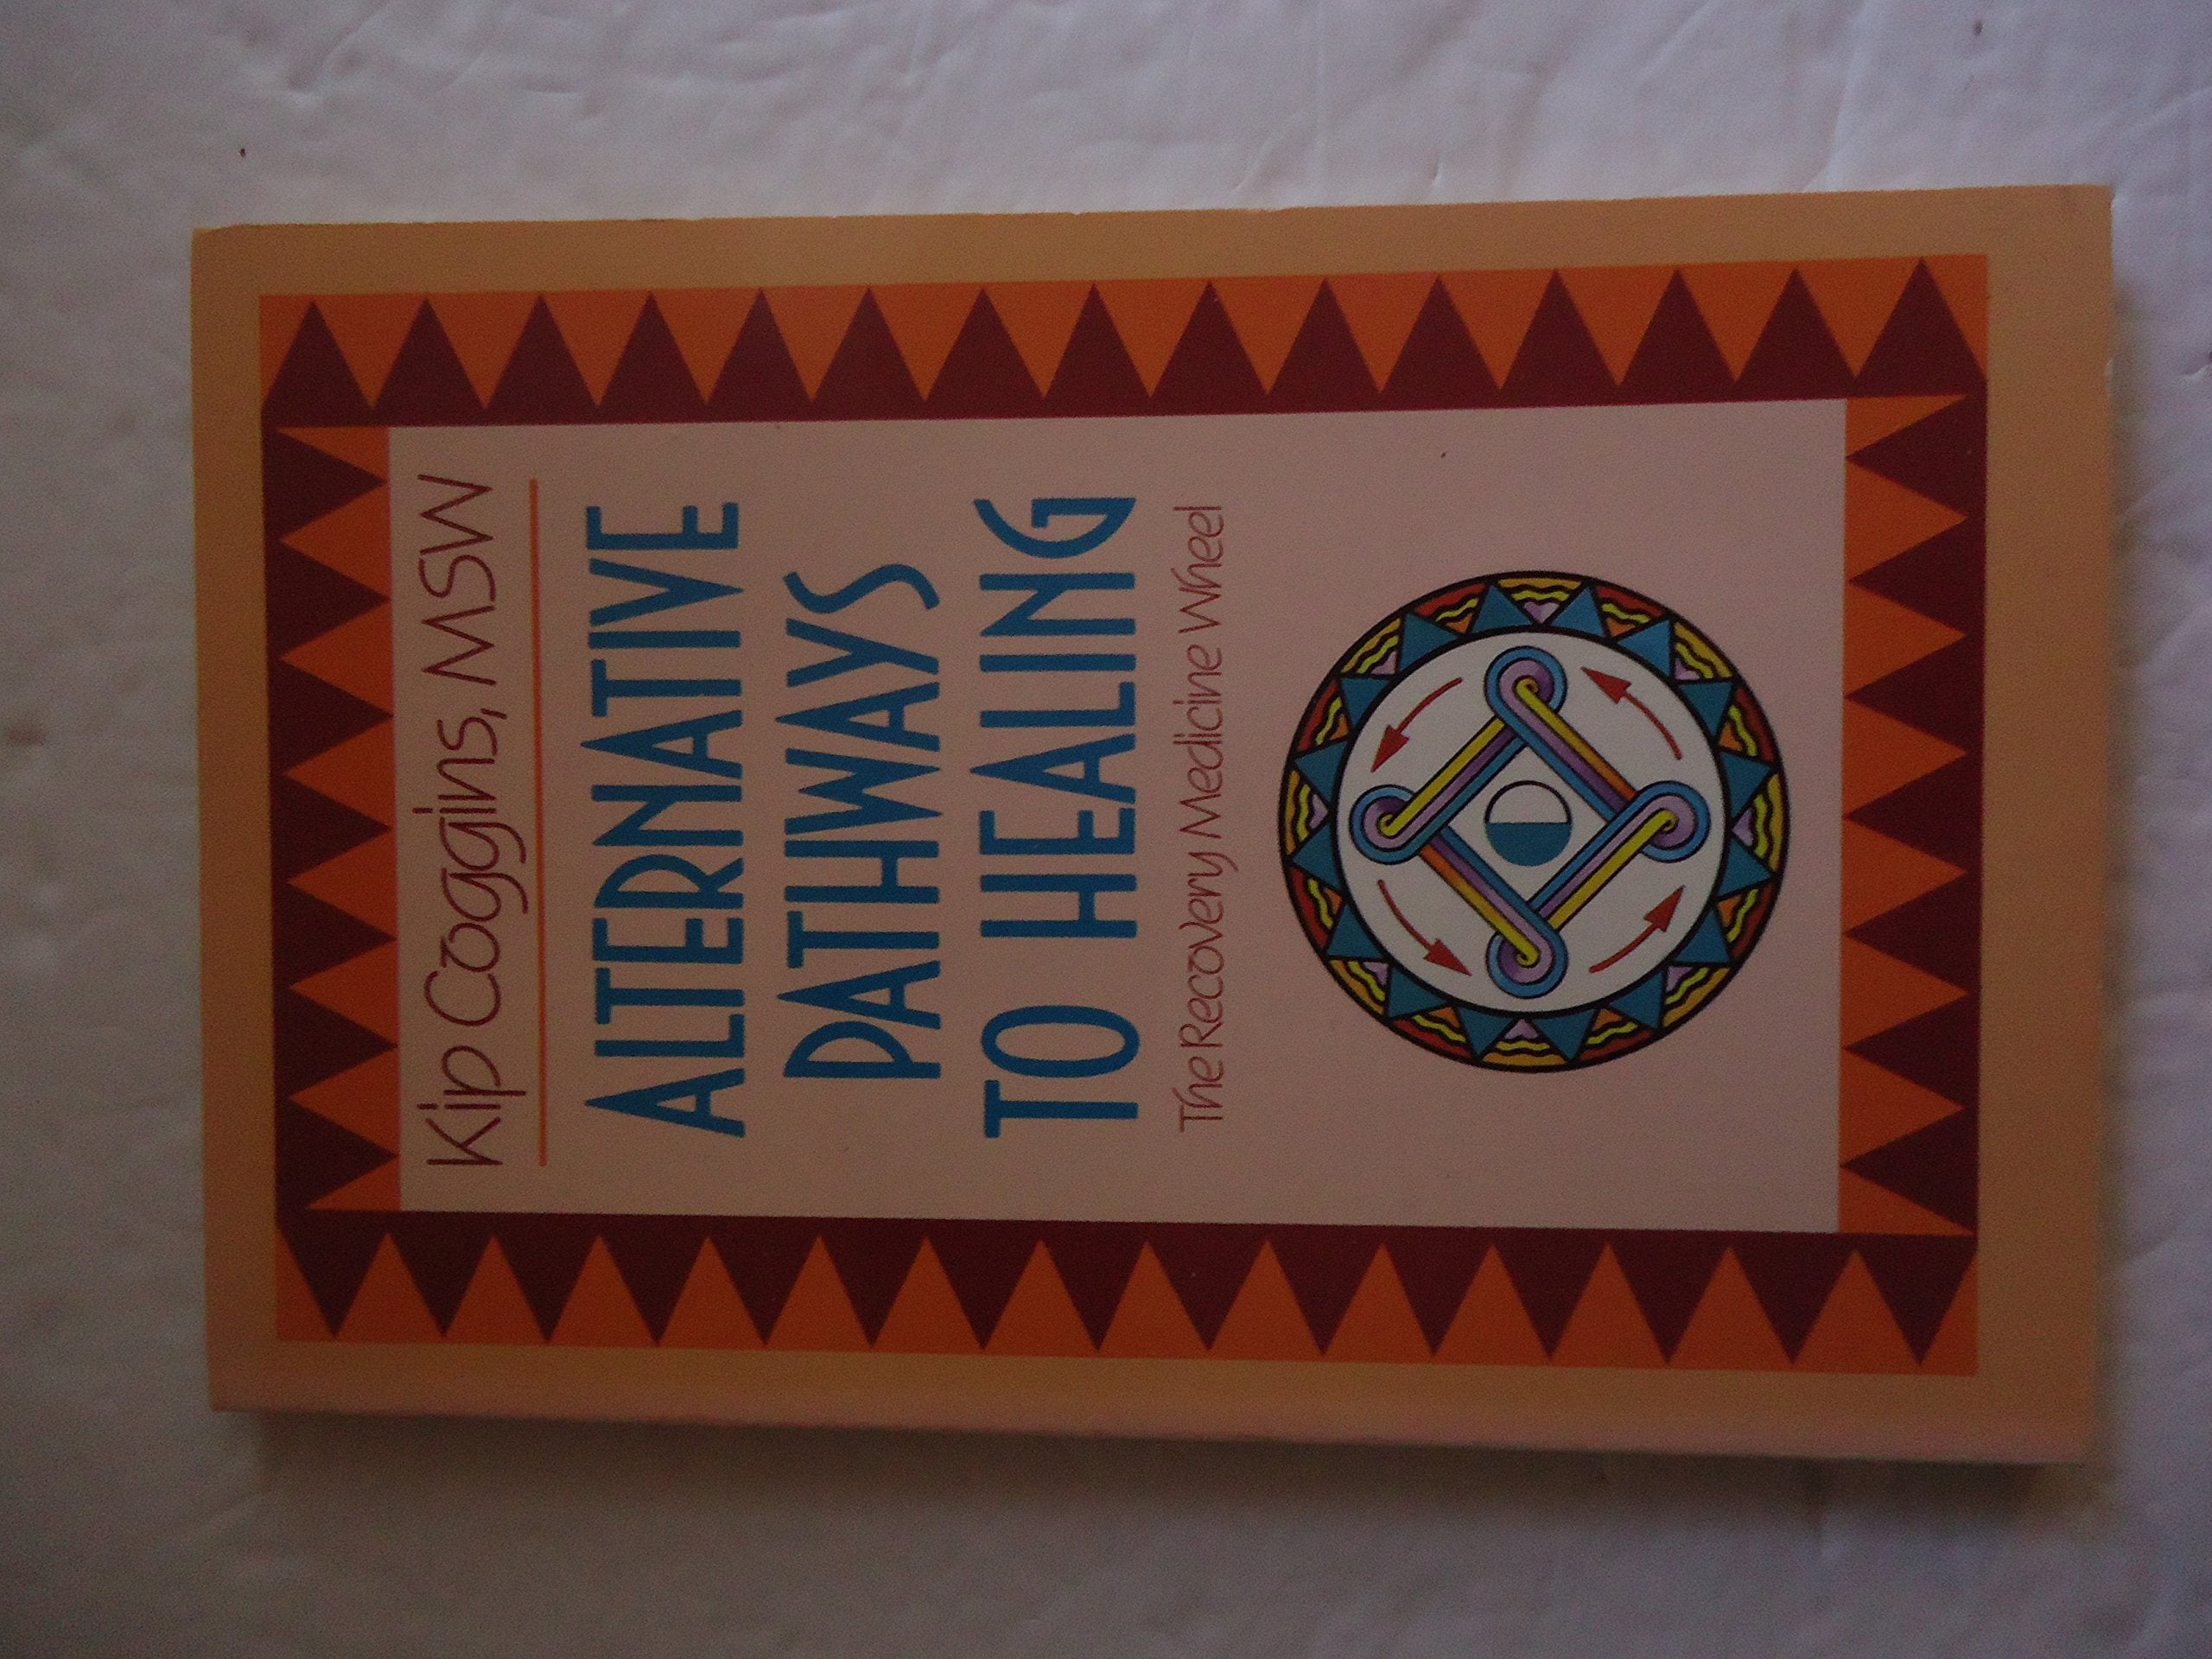 Kip Coggins, MSW
ALTERNATIVE
PATHWAYS
TO HEALING
The Recovery Medicine Wheel